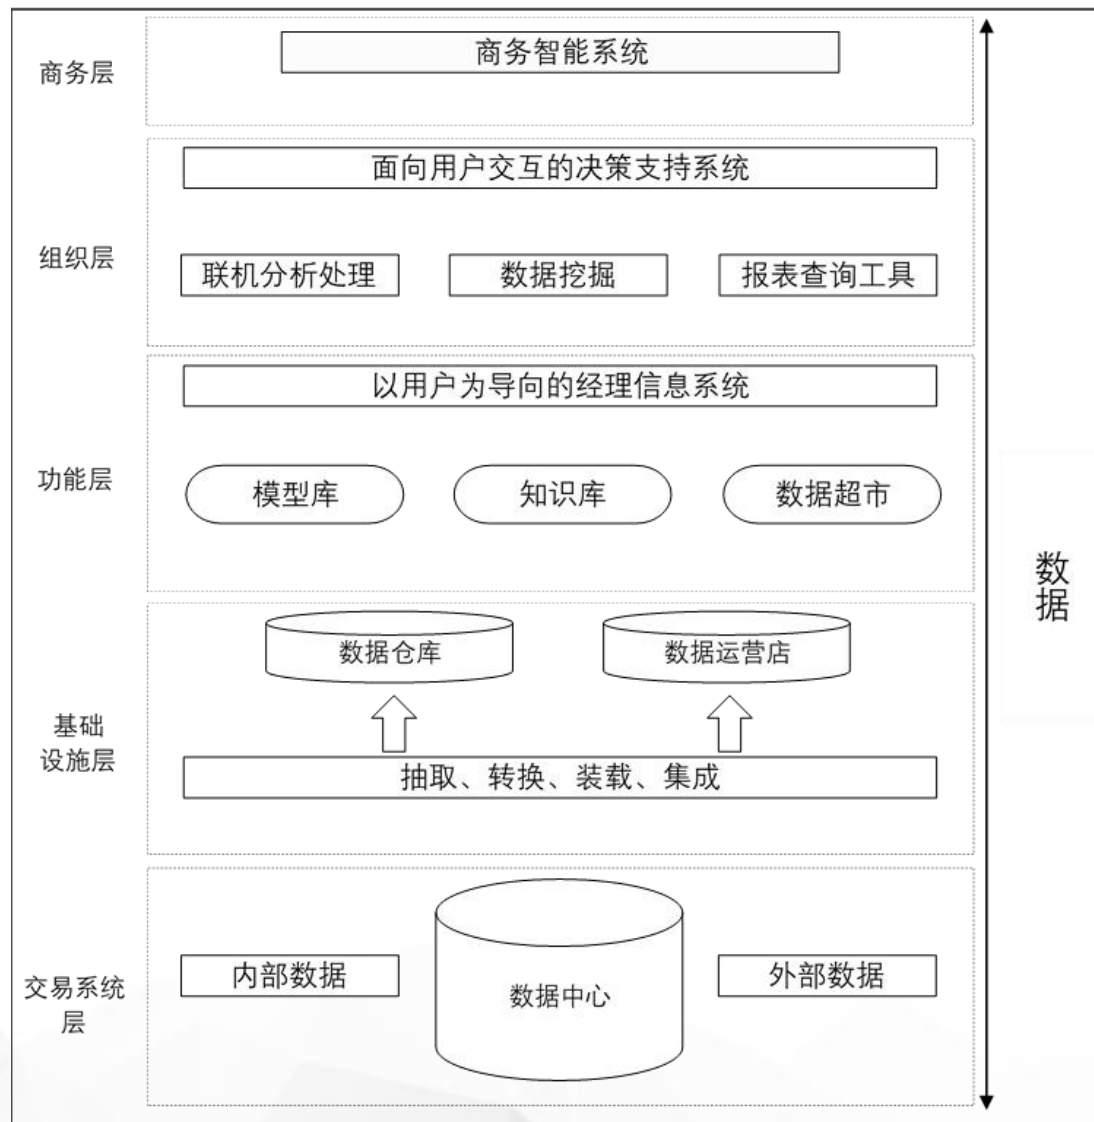 商务层
商务智能系统
面向用户交互的决策支持系统
组织层
联机分析处理
数据挖掘
报表查询工具
以用户为导向的经理信息系统
功能层
模型库
知识库
数据超市
数据
数据仓库
数据运营店
基础
设施层
抽取、转换、装载、集成
内部数据
数据中心
外部数据
交易系统
层